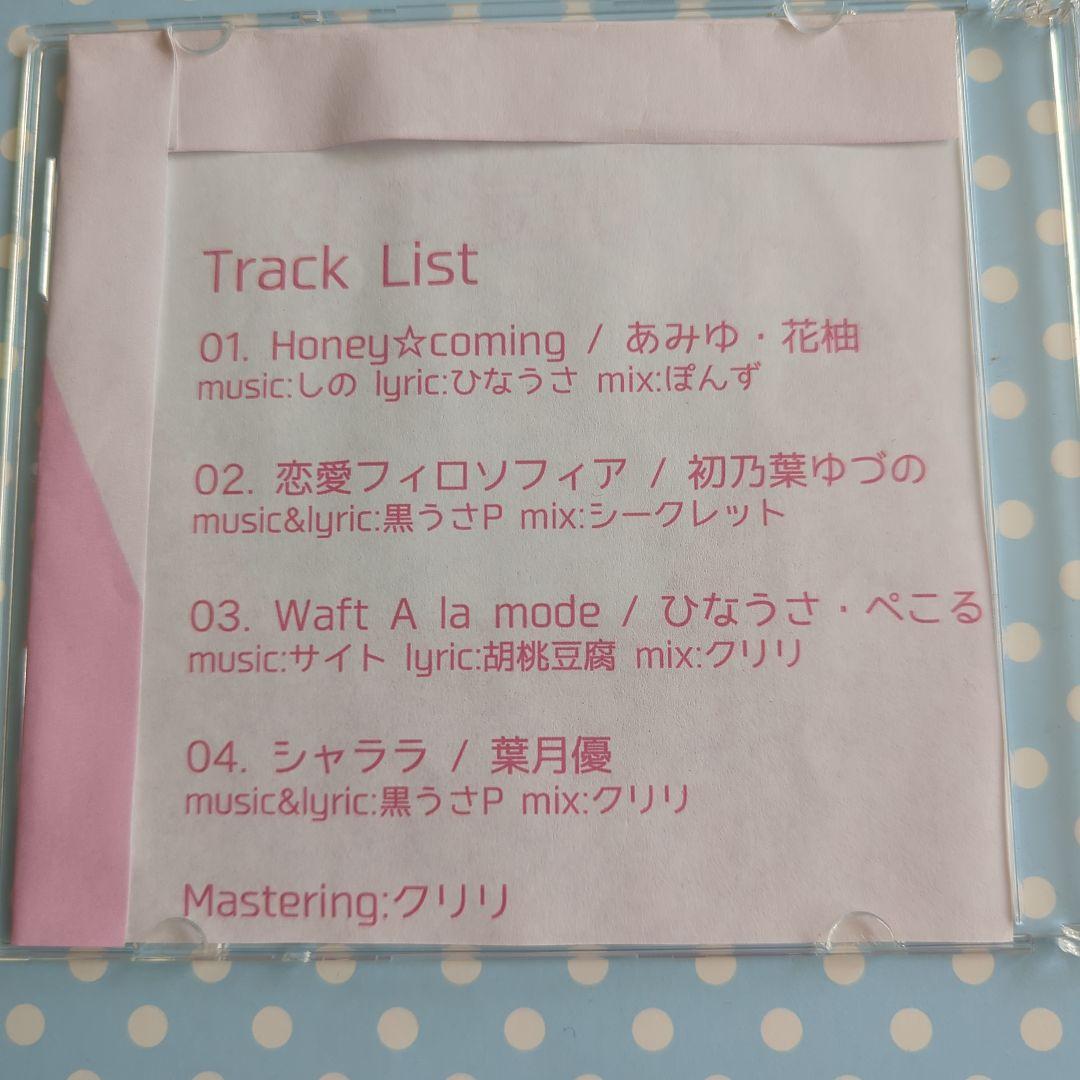 Track List
01. Honey☆coming / あみゆ・花柚
music:しの lyric:ひなうさ mix:ぽんず
02. 恋愛フィロソフィア / 初乃葉ゆづの
music&lyric:黒うさP mix:シークレット
03. Waft A la mode / ひなうさ・ぺこる
music:サイト lyric:胡桃豆腐 mix:クリリ
04. シャララ / 葉月優
music&lyric:黒うさP mix:クリリ
Mastering:クリリ